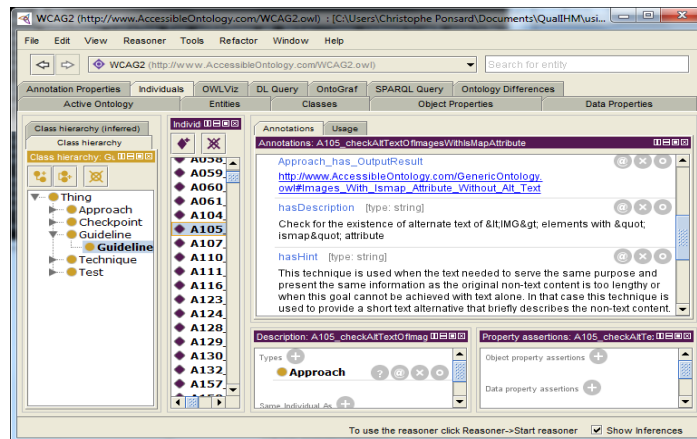 WCAG2 (http://www.AccessibleOntology.com/WCAG2.owl) : [C:\Users\Christophe Ponsard\Documents\QualIHM\usi...
File Edit View Reasoner Tools Refactor Window Help
WCAG2 (http://www.AccessibleOntology.com/WCAG2.owl)
Search for entity
Annotation Properties Individuals OWLViz DL Query OntoGraf SPARQL Query Ontology Differences
Active Ontology Entities Classes Object Properties Data Properties
Class hierarchy (inferred)
Class hierarchy
Class hierarchy: Gu
Thing
Approach
Checkpoint
Guideline
Guideline
Technique
Test
Individ
A058_
A059_
A060_
A061_
A104_
A105_
A107_
A110_
A111_
A116_
A123_
A124_
A128_
A129_
A130_
A132_
A157_
Annotations Usage
Annotations: A105_checkAltTextOfImagesWithIsMapAttribute
Approach_has_OutputResult
http://www.AccessibleOntology.com/GenericOntology.
owl#Images_With_Ismap_Attribute_Without_Alt_Text
hasDescription [type: string]
Check for the existence of alternate text of &lt;IMG&gt; elements with &quot;
ismap&quot; attribute
hasHint [type: string]
This technique is used when the text needed to serve the same purpose and
present the same information as the original non-text content is too lengthy or
when this goal cannot be achieved with text alone. In that case this technique is
used to provide a short text alternative that briefly describes the non-text content.
Description: A105_checkAltTextOfImag
Types
Approach
Same Individual As
Property assertions: A105_checkAltTe
Object property assertions
Data property assertions
To use the reasoner click Reasoner->Start reasoner Show Inferences